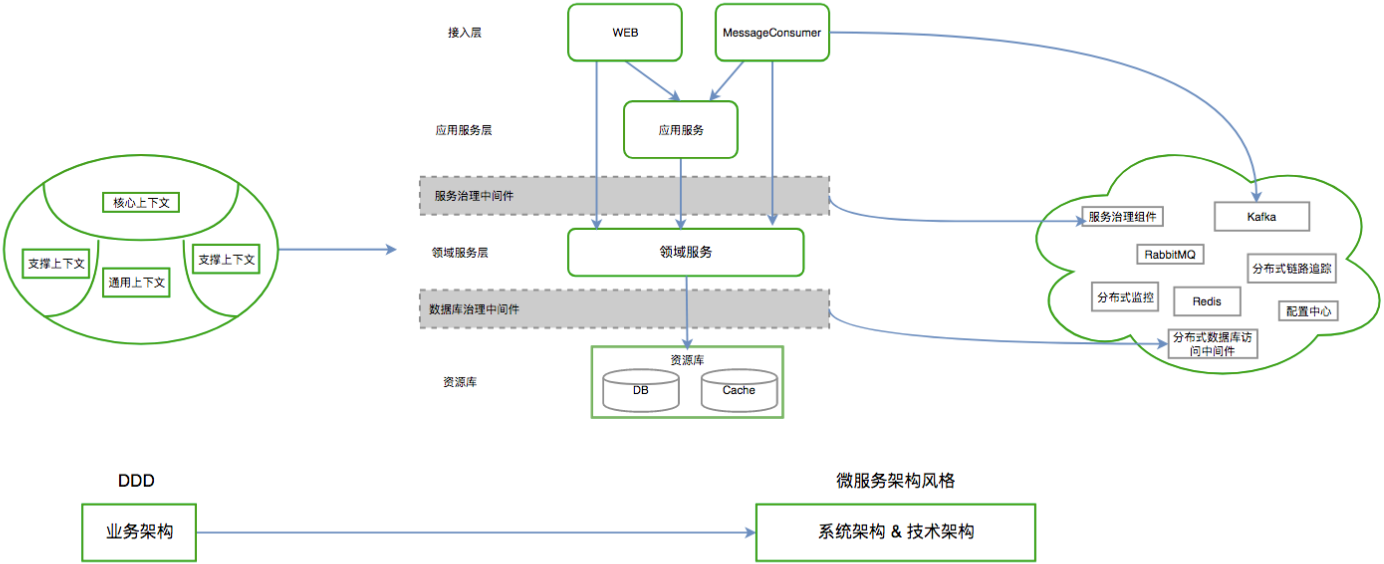 接入层
WEB
MessageConsumer
应用服务层
应用服务
核心上下文
支撑上下文
支撑上下文
通用上下文
服务治理中间件
领域服务层
领域服务
数据库治理中间件
资源库
资源库
DB
Cache
服务治理组件
Kafka
RabbitMQ
分布式链路追踪
分布式监控
Redis
配置中心
分布式数据库访
问中间件
DDD
微服务架构风格
业务架构
系统架构 & 技术架构